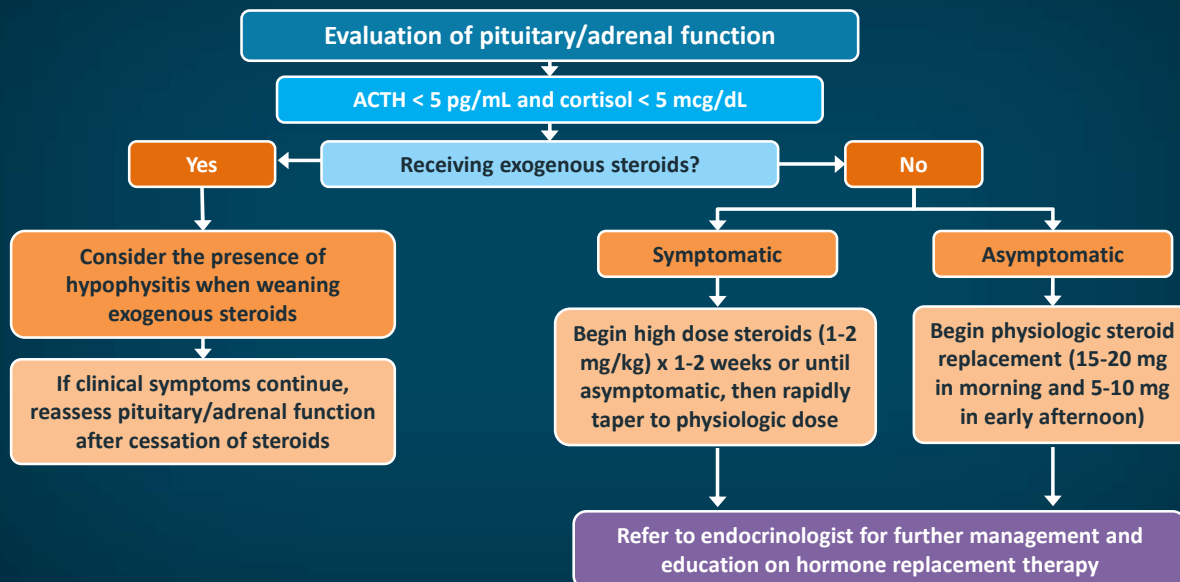 Evaluation of pituitary/adrenal function
ACTH < 5 pg/mL and cortisol < 5 mcg/dL
Receiving exogenous steroids?
Yes
No
Consider the presence of
hypophysitis when weaning
exogenous steroids
If clinical symptoms continue,
reassess pituitary/adrenal function
after cessation of steroids
Symptomatic
Asymptomatic
Begin high dose steroids (1-2
mg/kg) x 1-2 weeks or until
asymptomatic, then rapidly
taper to physiologic dose
Begin physiologic steroid
replacement (15-20 mg
in morning and 5-10 mg
in early afternoon)
Refer to endocrinologist for further management and
education on hormone replacement therapy